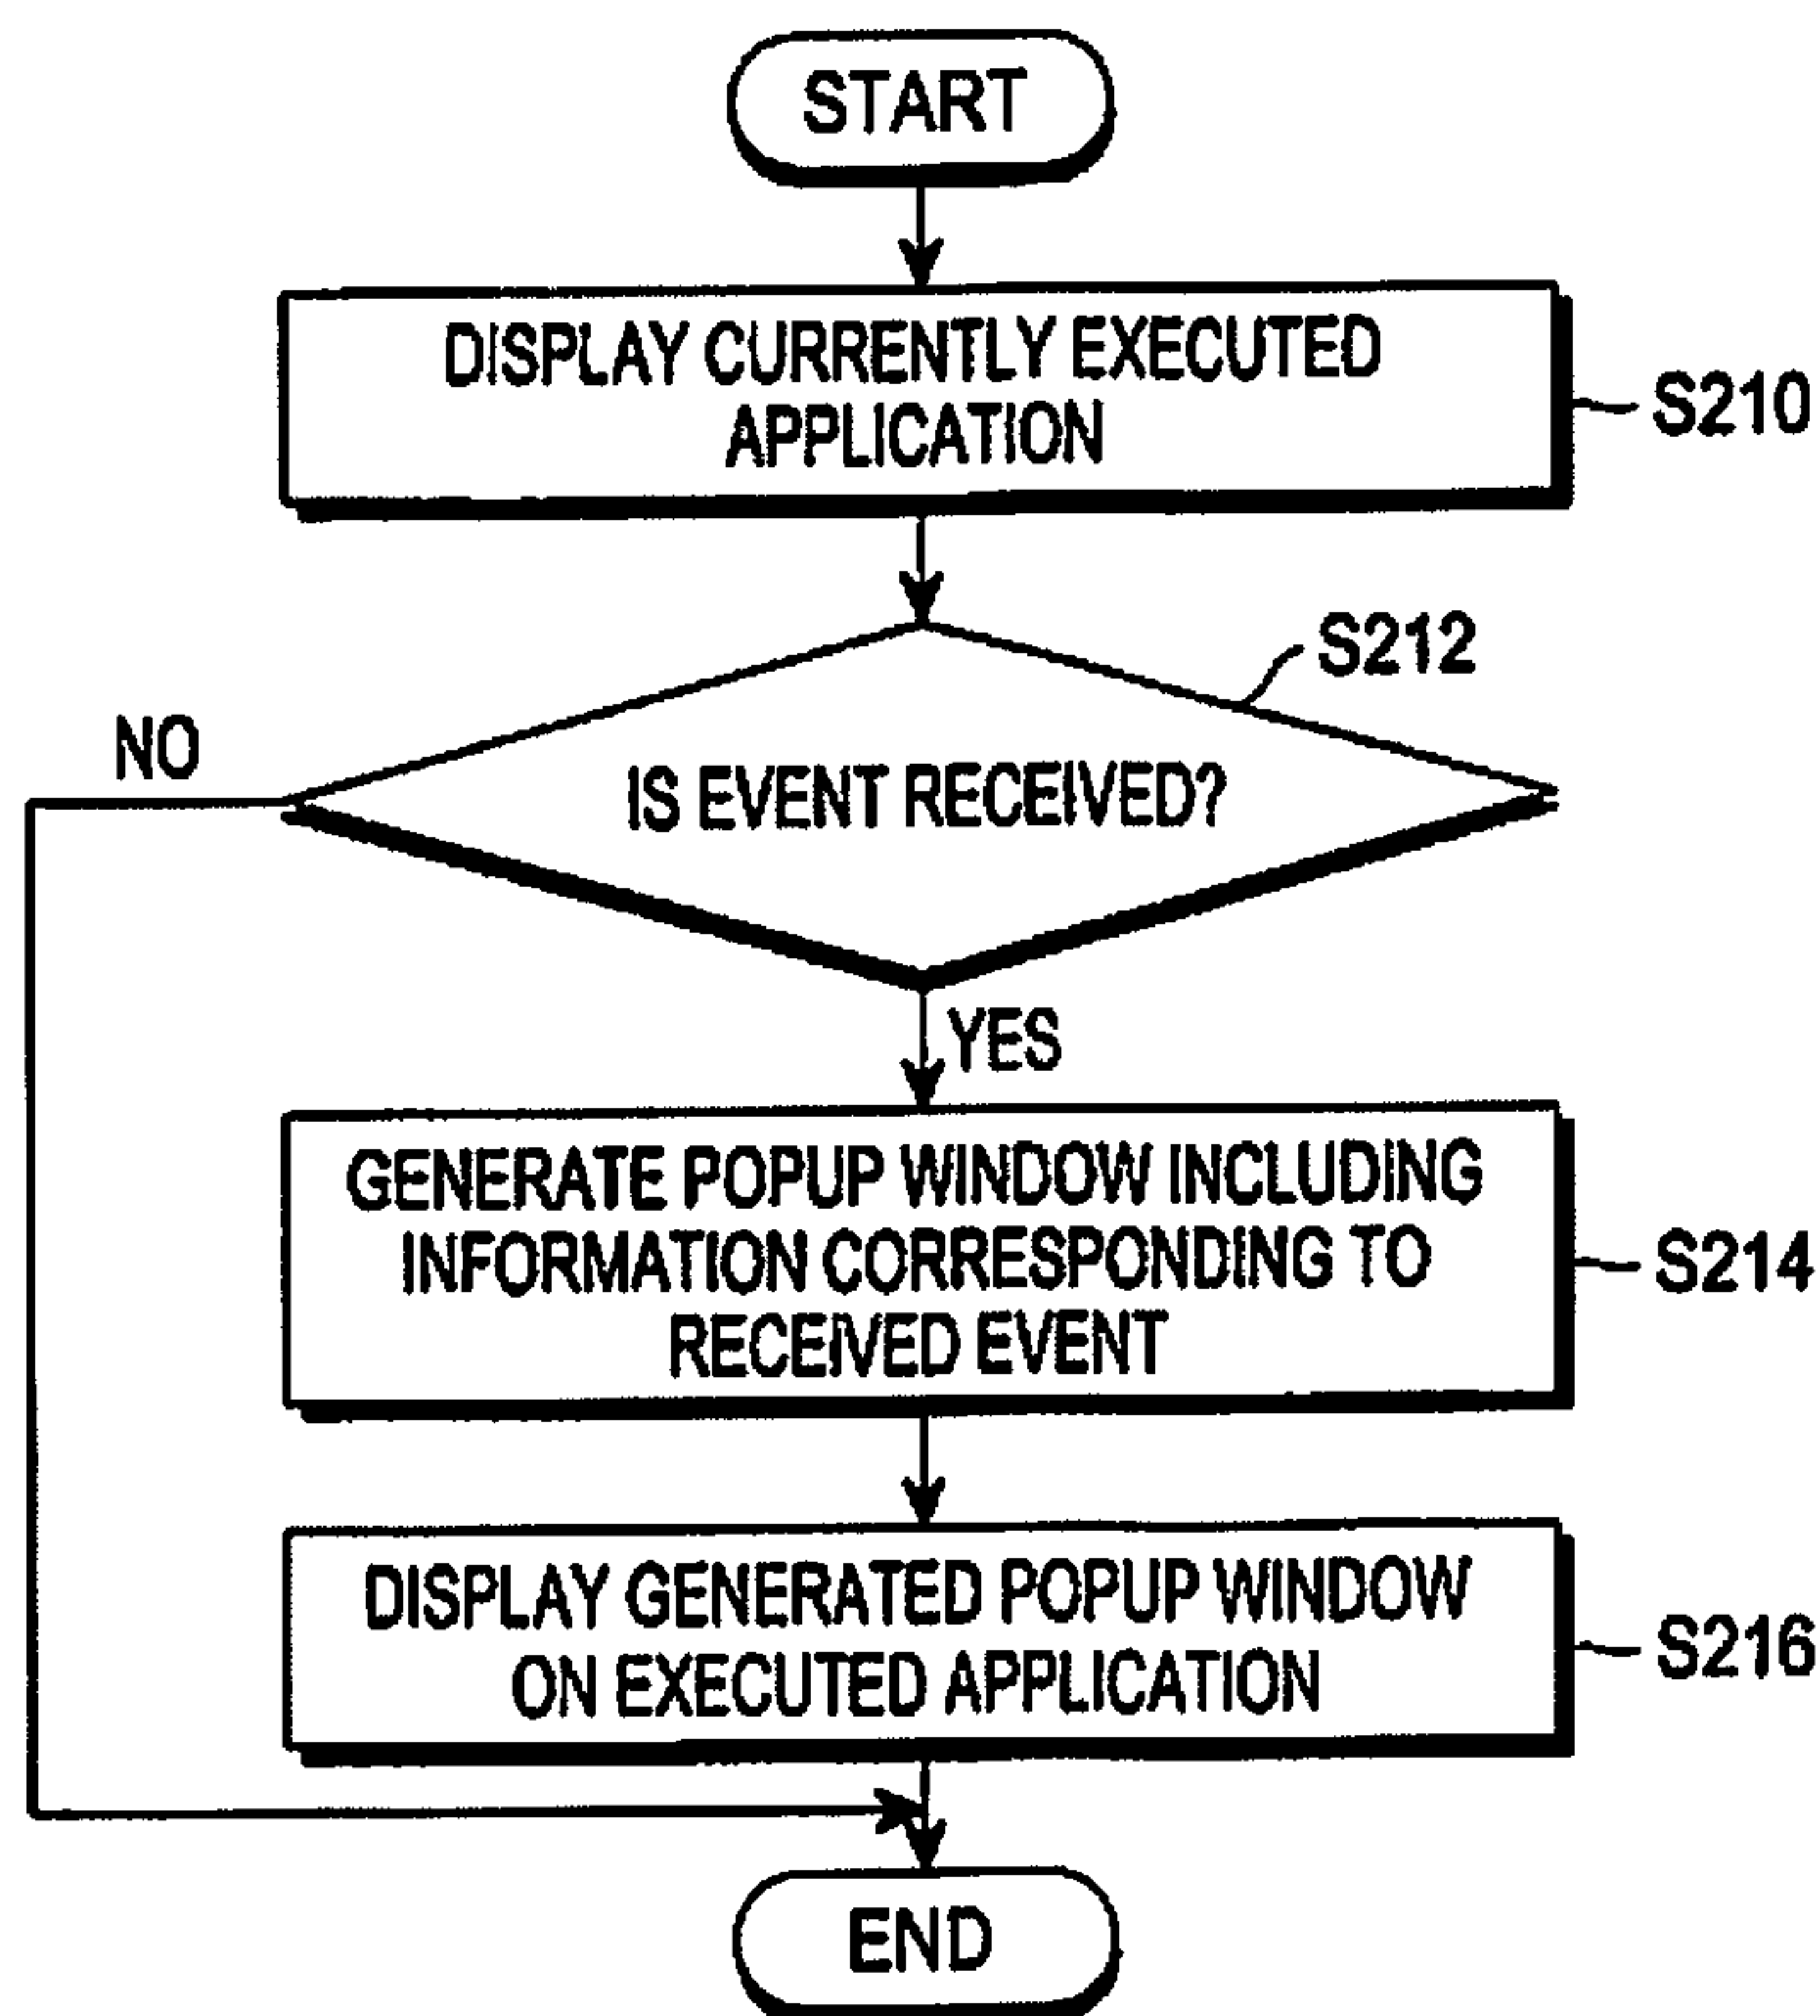 START
DISPLAY CURRENTLY EXECUTED
APPLICATION
S210
S212
NO
IS EVENT RECEIVED?
YES
GENERATE POPUP WINDOW INCLUDING
INFORMATION CORRESPONDING TO
RECEIVED EVENT
S214
DISPLAY GENERATED POPUP WINDOW
ON EXECUTED APPLICATION
S216
END